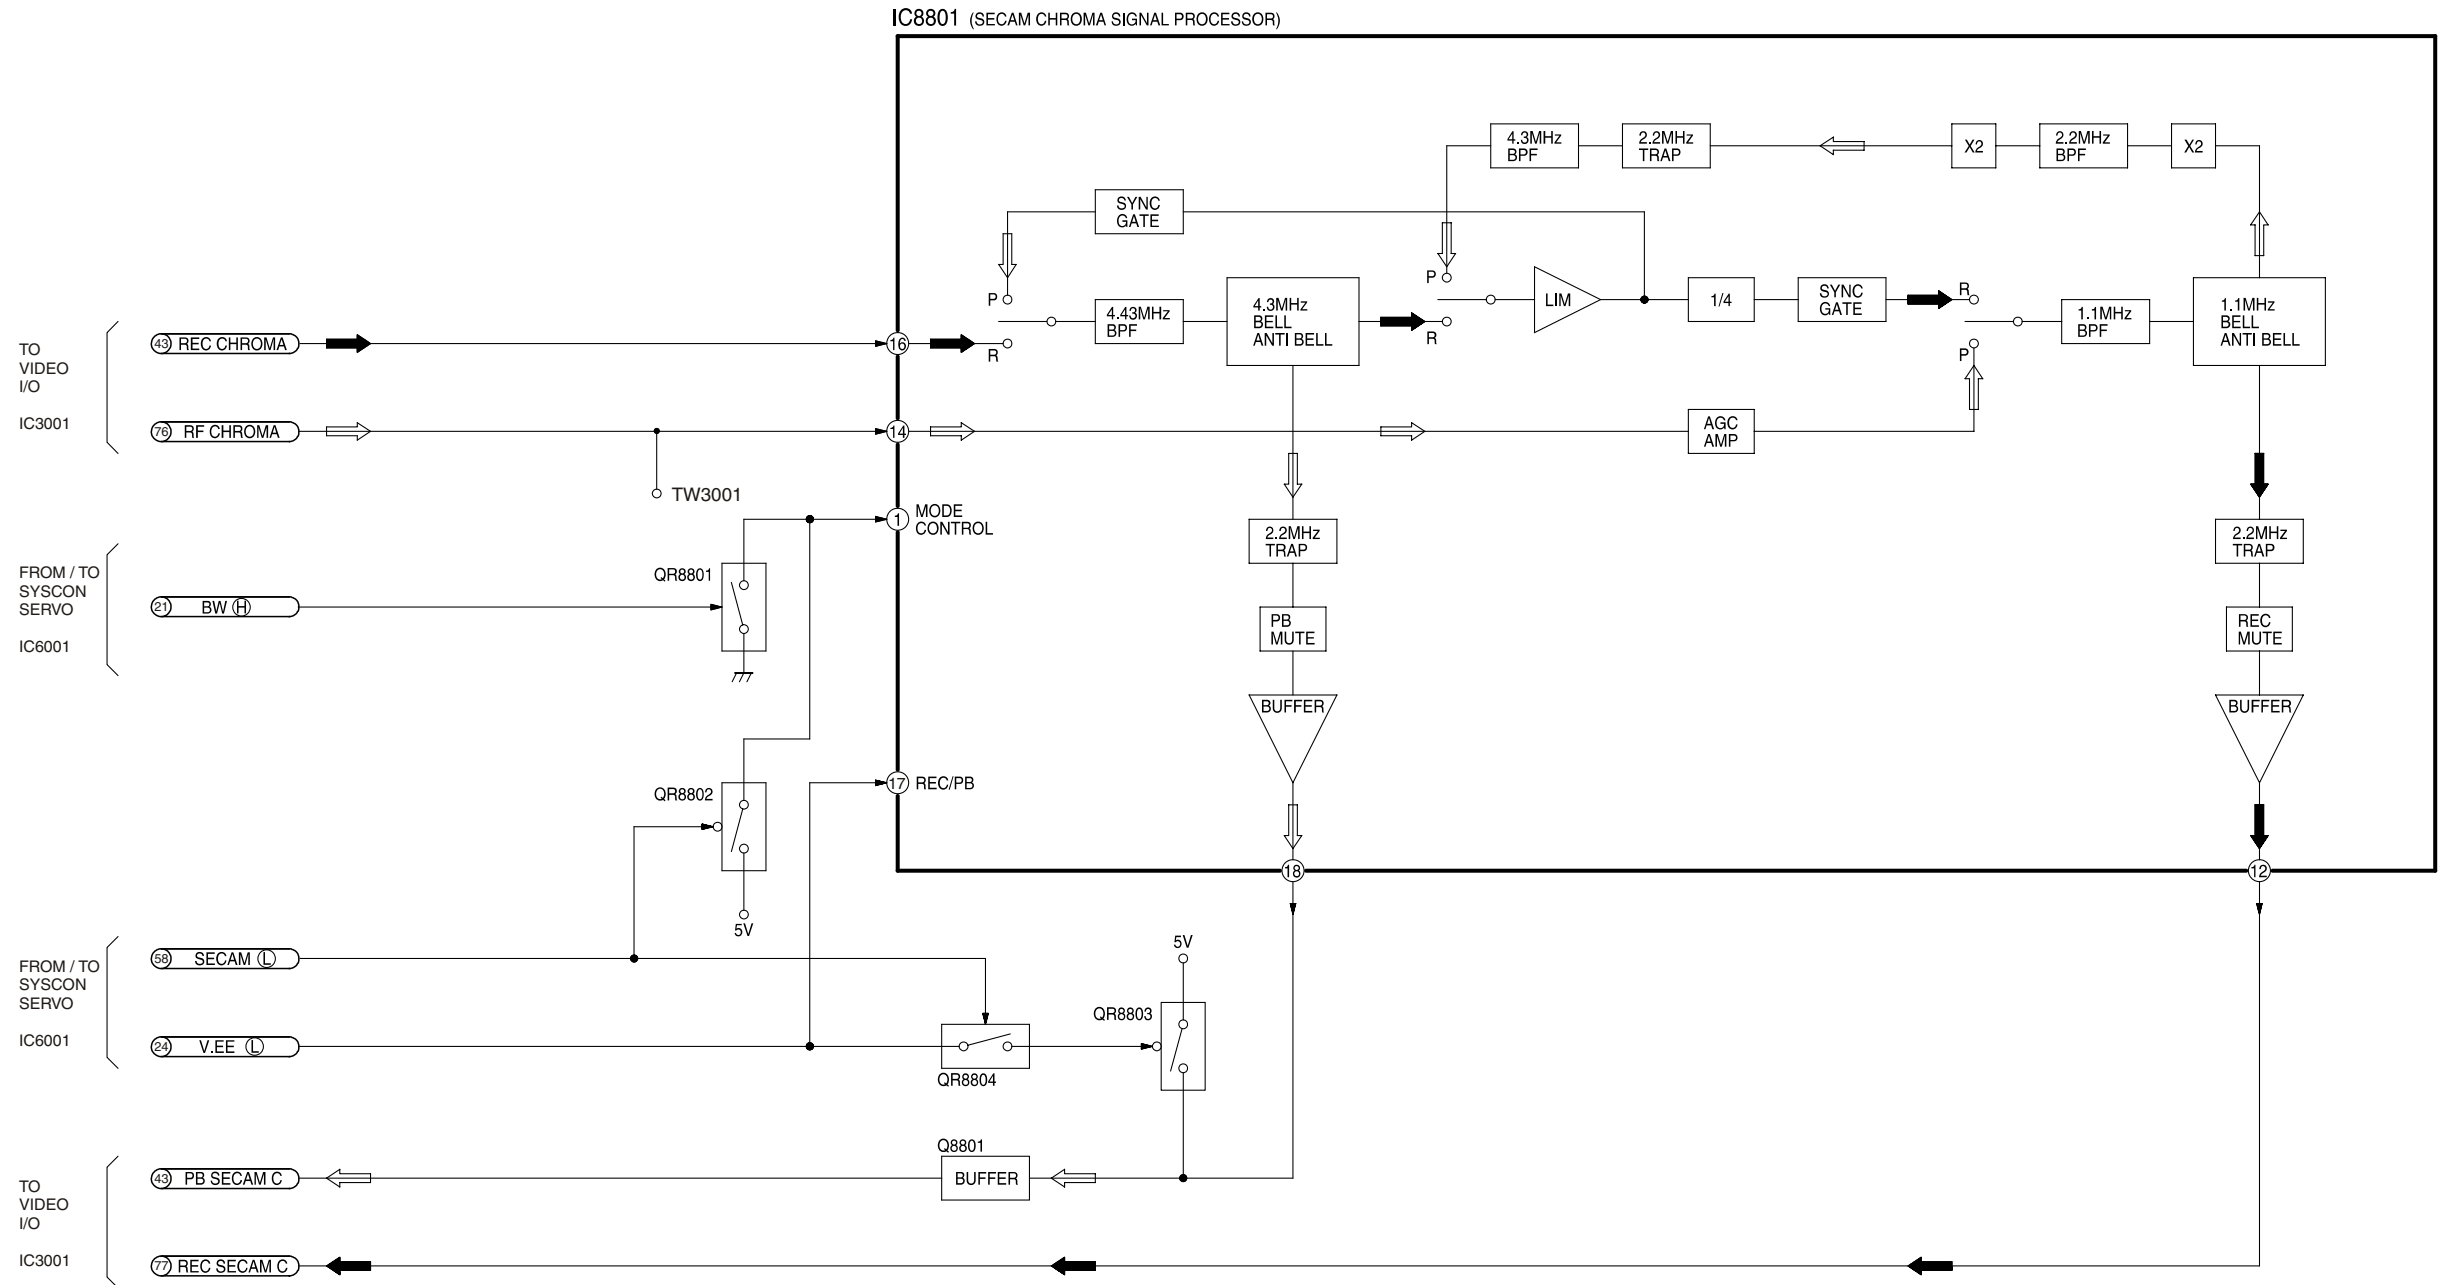 IC8801 (SECAM CHROMA SIGNAL PROCESSOR)
4.3MHz
BPF
2.2MHz
TRAP
X2
2.2MHz
BPF
X2
SYNC
GATE
P
R
4.43MHz
BPF
4.3MHz
BELL
ANTI BELL
P
R
LIM
1/4
SYNC
GATE
R
P
1.1MHz
BPF
1.1MHz
BELL
ANTI BELL
TO
VIDEO
I/O
IC3001
43 REC CHROMA
16
76 RF CHROMA
14
AGC
AMP
TW3001
1 MODE
CONTROL
2.2MHz
TRAP
2.2MHz
TRAP
FROM / TO
SYSCON
SERVO
IC6001
21 BW H
QR8801
PB
MUTE
REC
MUTE
BUFFER
BUFFER
QR8802
17 REC/PB
5V
18
12
FROM / TO
SYSCON
SERVO
IC6001
58 SECAM L
24 V.EE L
QR8804
5V
QR8803
TO
VIDEO
I/O
IC3001
43 PB SECAM C
Q8801
BUFFER
77 REC SECAM C